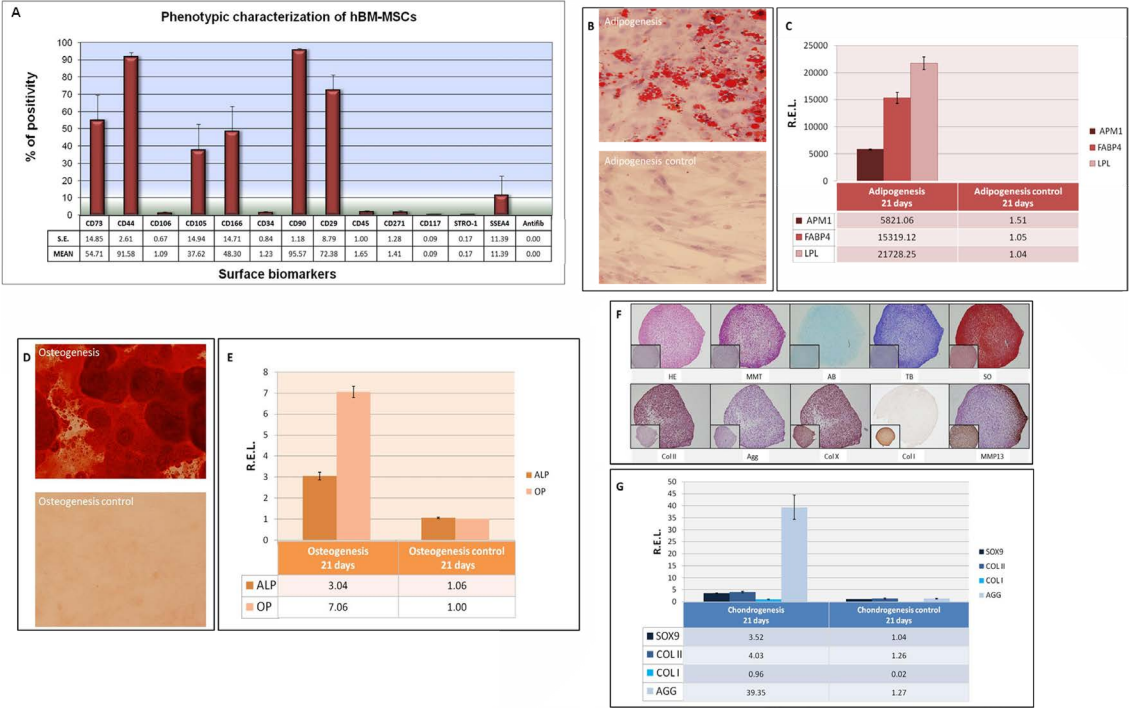 A
Phenotypic characterization of hBM-MSCs
% of positivity
100
90
80
70
60
50
40
30
20
10
0
CD73 CD44 CD106 CD105 CD166 CD34 CD90 CD29 CD45 CD271 CD117 STRO-1 SSEA4 Antifib
S.E. 14.85 2.61 0.67 14.94 14.71 0.84 1.18 8.79 1.00 1.28 0.09 0.17 11.39 0.00
MEAN 54.71 91.58 1.09 37.62 48.30 1.23 95.57 72.38 1.65 1.41 0.09 0.17 11.39 0.00
Surface biomarkers
B
Adipogenesis
Adipogenesis control
C
R.E.L.
25000
20000
15000
10000
5000
0
APM1
FABP4
LPL
Adipogenesis Adipogenesis control
21 days 21 days
APM1 5821.06 1.51
FABP4 15319.12 1.05
LPL 21728.25 1.04
D
Osteogenesis
Osteogenesis control
E
R.E.L.
8
7
6
5
4
3
2
1
0
ALP
OP
Osteogenesis Osteogenesis control
21 days 21 days
ALP 3.04 1.06
OP 7.06 1.00
F
HE MMT AB TB SO
Col II Agg Col X Col I MMP13
G
R.E.L.
50
45
40
35
30
25
20
15
10
5
0
SOX9
COL II
COL I
AGG
Chondrogenesis Chondrogenesis control
21 days 21 days
SOX9 3.52 1.04
COL II 4.03 1.26
COL I 0.96 0.02
AGG 39.35 1.27